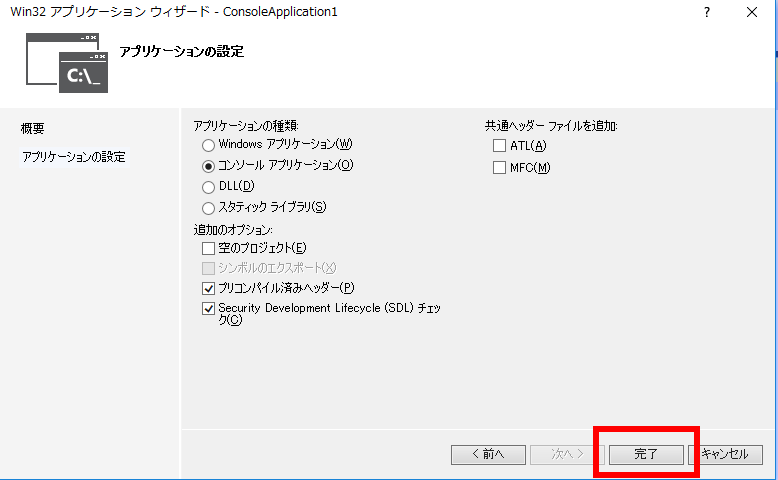 Win32 アプリケーション ウィザード - ConsoleApplication1
?
アプリケーションの設定
C:\_
概要
アプリケーションの設定
アプリケーションの種類:
Windows アプリケーション(W)
コンソール アプリケーション(O)
DLL(D)
スタティック ライブラリ(S)
追加のオプション:
空のプロジェクト(E)
シンボルのエクスポート(X)
プリコンパイル済みヘッダー(P)
Security Development Lifecycle (SDL) チェッ
ク(C)
共通ヘッダー ファイルを追加:
ATL(A)
MFC(M)
< 前へ
次へ >
完了
キャンセル